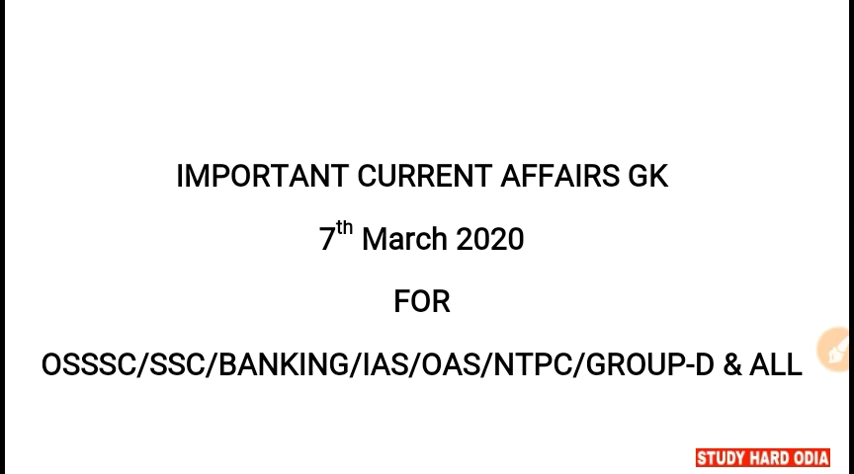 IMPORTANT CURRENT AFFAIRS GK
7th March 2020
FOR
OSSSC/SSC/BANKING/IAS/OAS/NTPC/GROUP-D & ALL
STUDY HARD ODIA